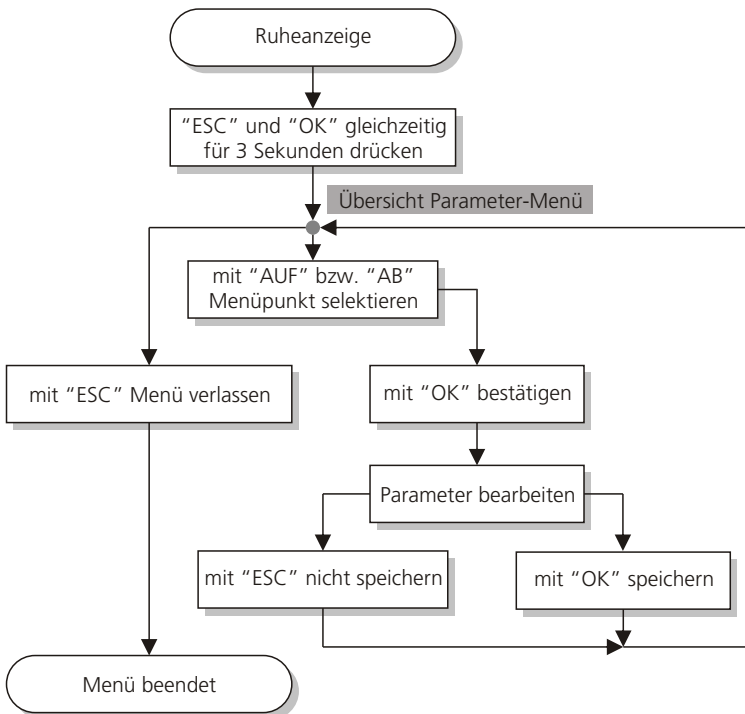 Ruheanzeige
“ESC” und “OK” gleichzeitig
für 3 Sekunden drücken
Übersicht Parameter-Menü
mit “AUF” bzw. “AB”
Menüpunkt selektieren
mit “ESC” Menü verlassen
mit “OK” bestätigen
Parameter bearbeiten
mit “ESC” nicht speichern
mit “OK” speichern
Menü beendet